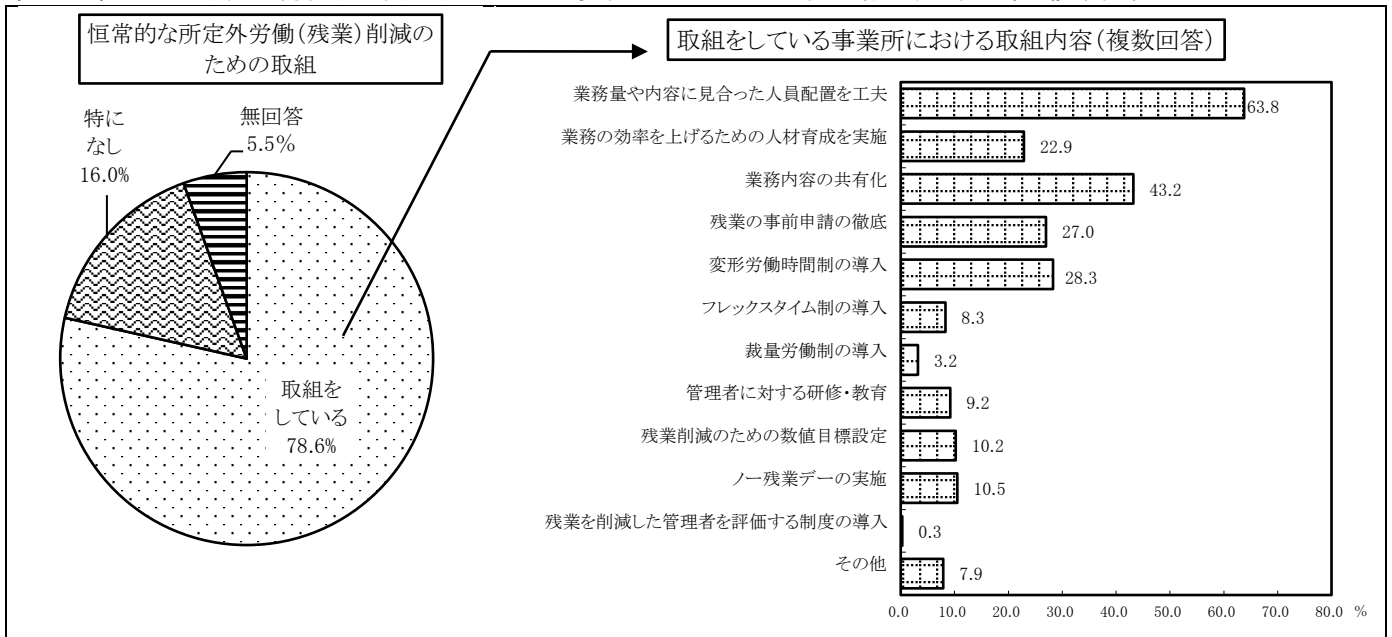 恒常的な所定外労働(残業)削減の
ための取組
特に
なし
16.0%
無回答
5.5%
取組を
している
78.6%
取組をしている事業所における取組内容(複数回答)
業務量や内容に見合った人員配置を工夫
63.8
業務の効率を上げるための人材育成を実施
22.9
業務内容の共有化
43.2
残業の事前申請の徹底
27.0
変形労働時間制の導入
28.3
フレックスタイム制の導入
8.3
裁量労働制の導入
3.2
管理者に対する研修・教育
9.2
残業削減のための数値目標設定
10.2
ノー残業デーの実施
10.5
残業を削減した管理者を評価する制度の導入
0.3
その他
7.9
0.0 10.0 20.0 30.0 40.0 50.0 60.0 70.0 80.0 %